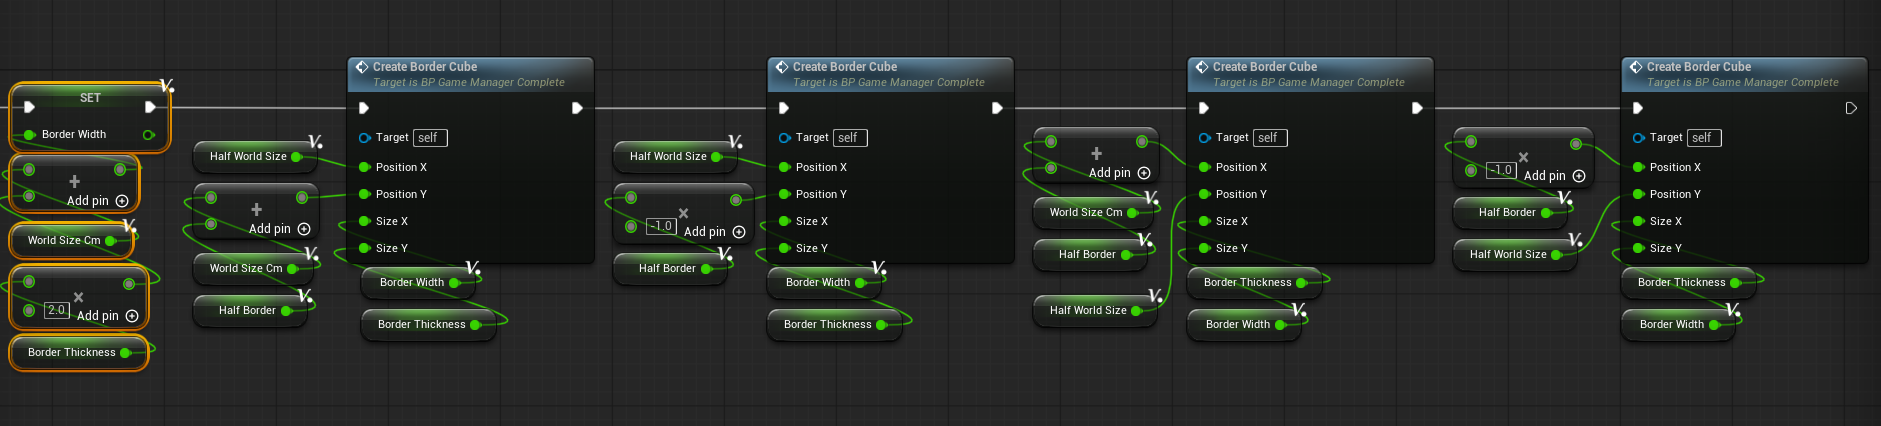 SET
Border Width
+
Add pin
World Size Cm
×
2.0
Add pin
Border Thickness
Half World Size
+
Add pin
World Size Cm
Half Border
Create Border Cube
Target is BP Game Manager Complete
Target self
Position X
Position Y
Size X
Size Y
Border Width
Border Thickness
Half World Size
×
-1.0
Add pin
Half Border
Create Border Cube
Target is BP Game Manager Complete
Target self
Position X
Position Y
Size X
Size Y
Border Width
Border Thickness
+
Add pin
World Size Cm
Half Border
Half World Size
Create Border Cube
Target is BP Game Manager Complete
Target self
Position X
Position Y
Size X
Size Y
Border Thickness
Border Width
×
-1.0
Add pin
Half Border
Half World Size
Create Border Cube
Target is BP Game Manager Complete
Target self
Position X
Position Y
Size X
Size Y
Border Thickness
Border Width